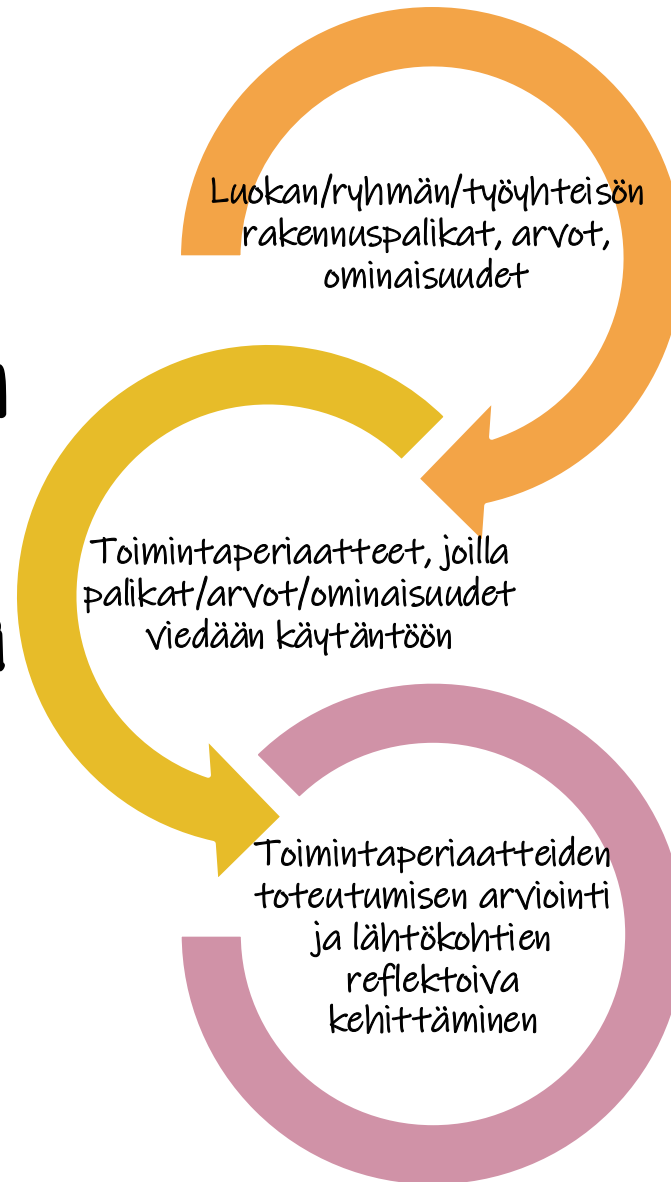 Luokan/ryhmän/työyhteisön
rakennuspalikat, arvot,
ominaisuudet
Toimintaperiaatteet, joilla
palikat/arvot/ominaisuudet
viedään käytäntöön
Toimintaperiaatteiden
toteutumisen arviointi
ja lähtökohtien
reflektoiva
kehittäminen